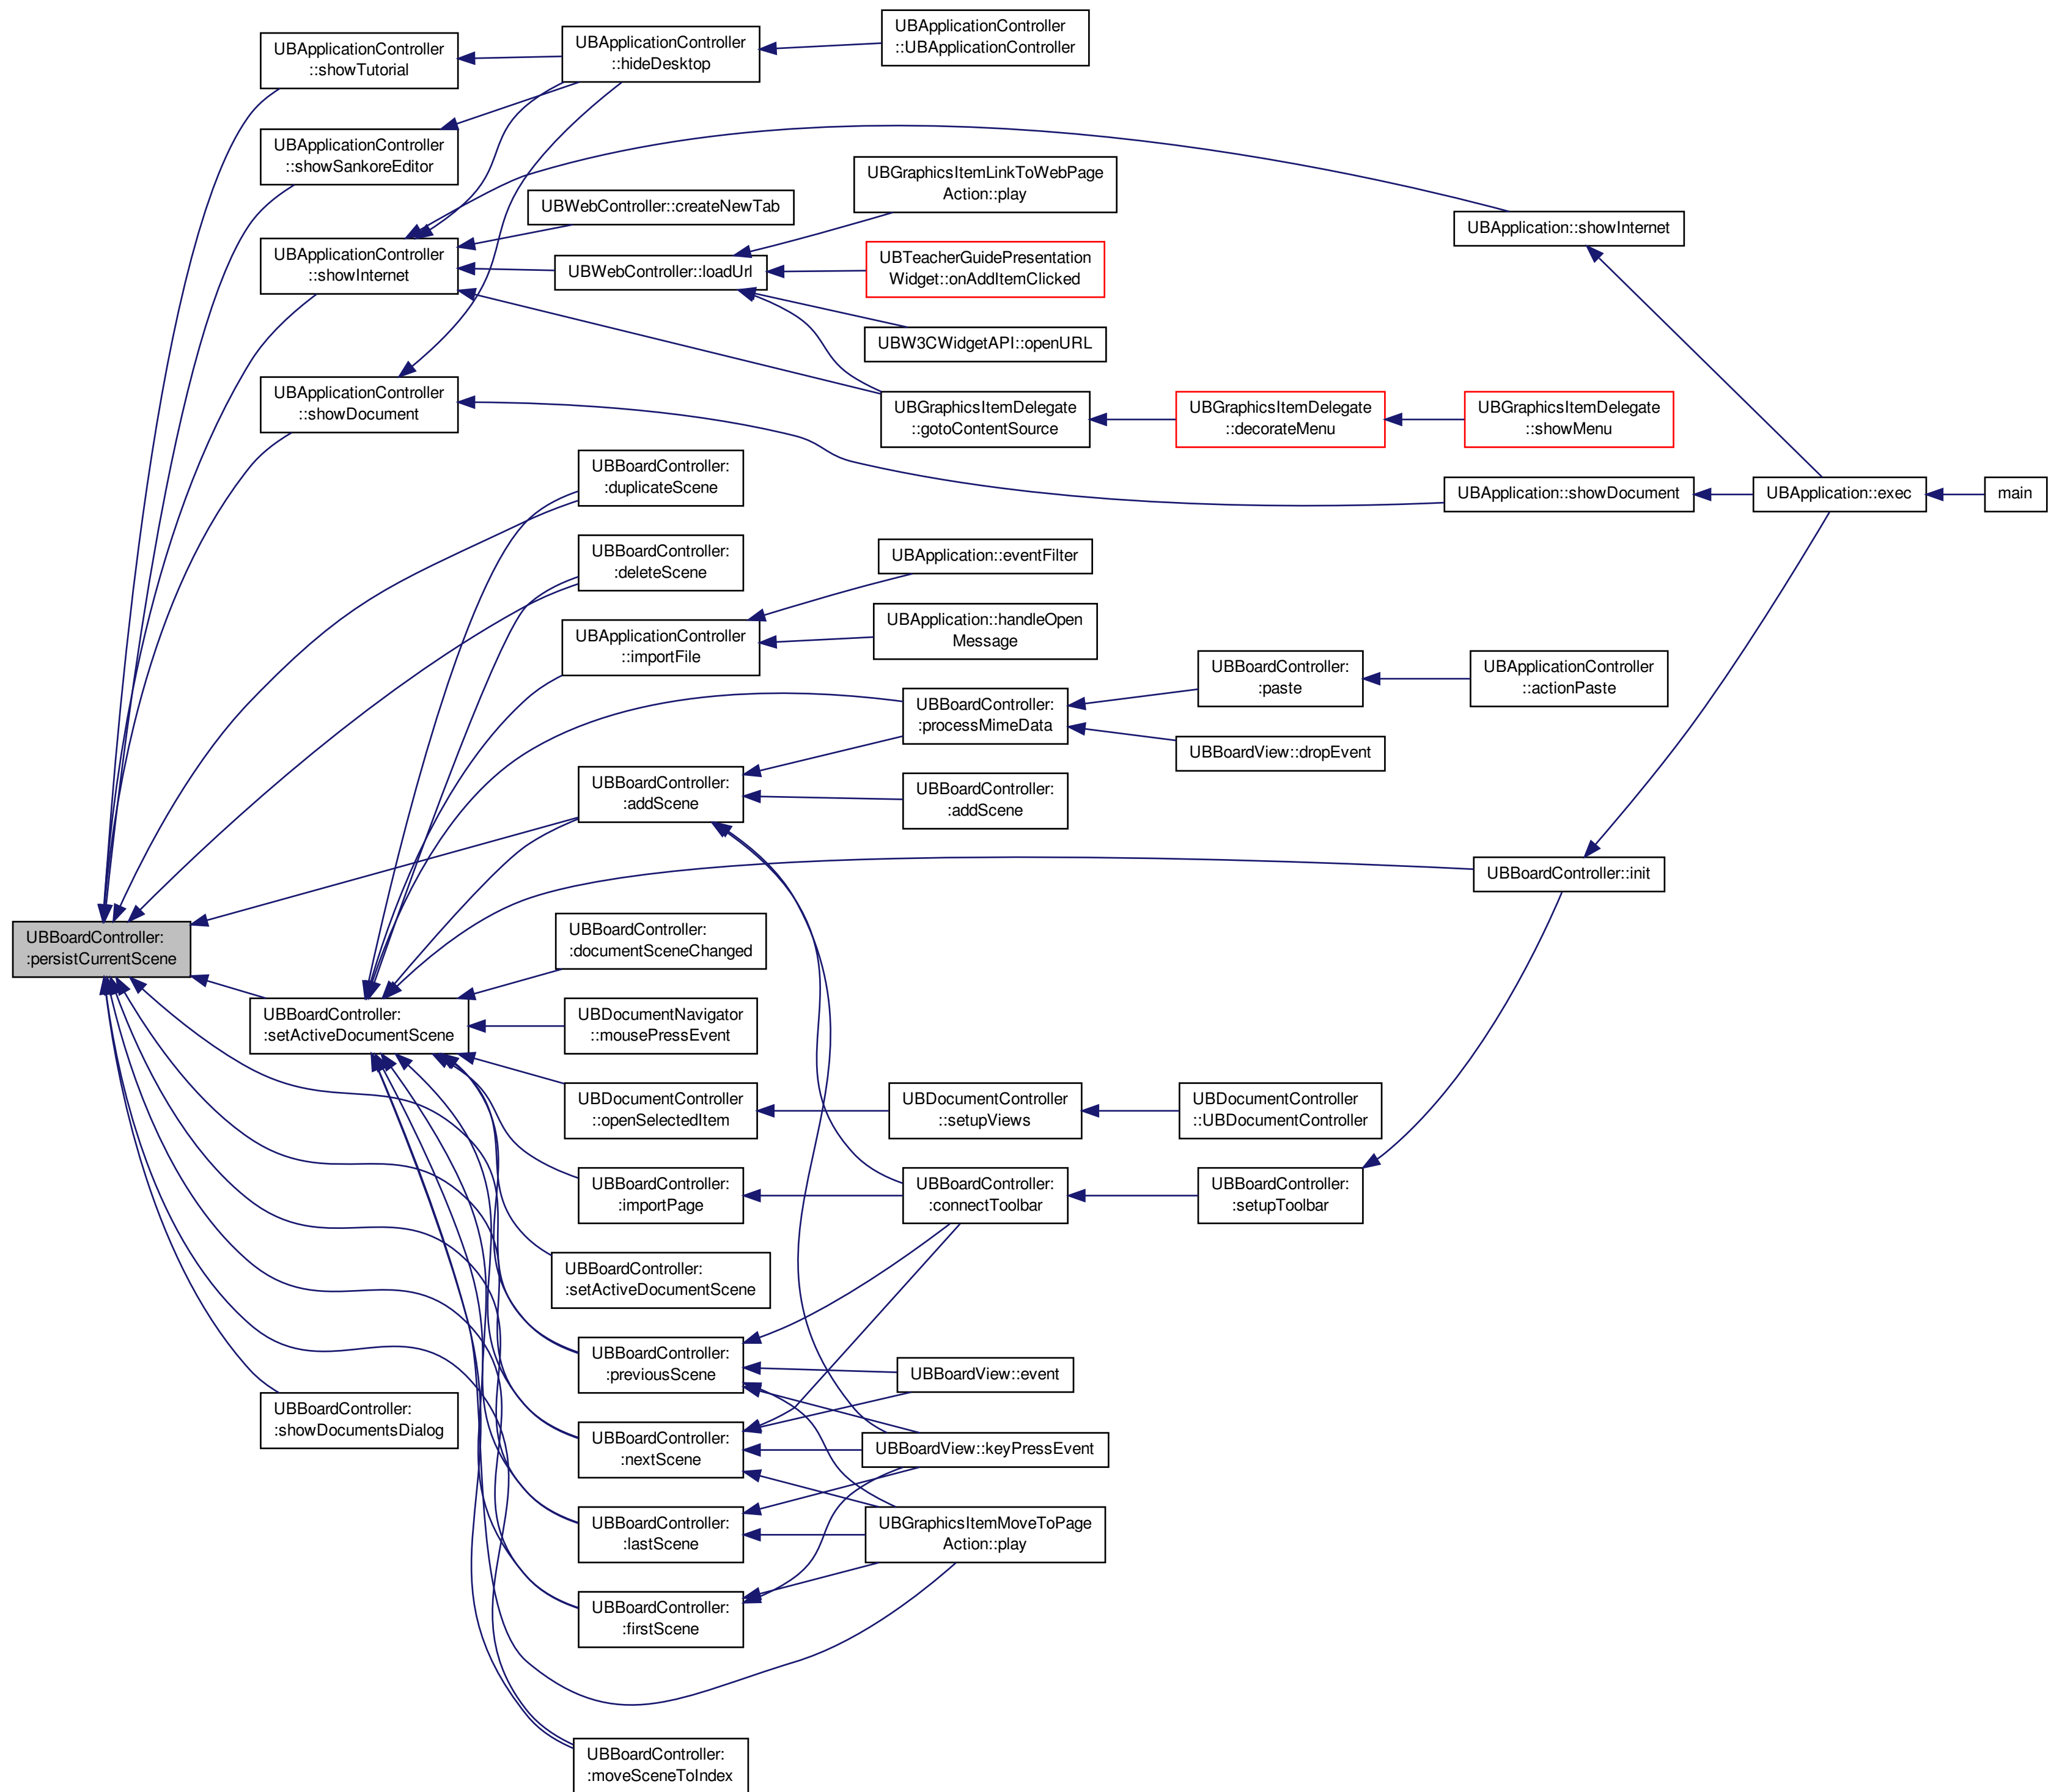 UBApplicationController
::UBApplicationController
UBApplicationController
::hideDesktop
UBApplicationController
::showTutorial
UBApplicationController
::showSankoreEditor
UBGraphicsItemLinkToWebPage
Action::play
UBWebController::createNewTab
UBApplication::showInternet
UBApplicationController
::showInternet
UBWebController::loadUrl
UBTeacherGuidePresentation
Widget::onAddItemClicked
UBW3CWidgetAPI::openURL
UBApplicationController
::showDocument
UBGraphicsItemDelegate
::gotoContentSource
UBGraphicsItemDelegate
::decorateMenu
UBGraphicsItemDelegate
::showMenu
UBBoardController:
:duplicateScene
UBApplication::showDocument
UBApplication::exec
main
UBBoardController:
:deleteScene
UBApplication::eventFilter
UBApplicationController
::importFile
UBApplication::handleOpen
Message
UBBoardController:
:paste
UBApplicationController
::actionPaste
UBBoardController:
:processMimeData
UBBoardView::dropEvent
UBBoardController:
:addScene
UBBoardController:
:addScene
UBBoardController::init
UBBoardController:
:persistCurrentScene
UBBoardController:
:documentSceneChanged
UBBoardController:
:setActiveDocumentScene
UBDocumentNavigator
::mousePressEvent
UBDocumentController
::openSelectedItem
UBDocumentController
::setupViews
UBDocumentController
::UBDocumentController
UBBoardController:
:importPage
UBBoardController:
:connectToolbar
UBBoardController:
:setupToolbar
UBBoardController:
:setActiveDocumentScene
UBBoardController:
:previousScene
UBBoardView::event
UBBoardController:
:showDocumentsDialog
UBBoardController:
:nextScene
UBBoardView::keyPressEvent
UBBoardController:
:lastScene
UBGraphicsItemMoveToPage
Action::play
UBBoardController:
:firstScene
UBBoardController:
:moveSceneToIndex